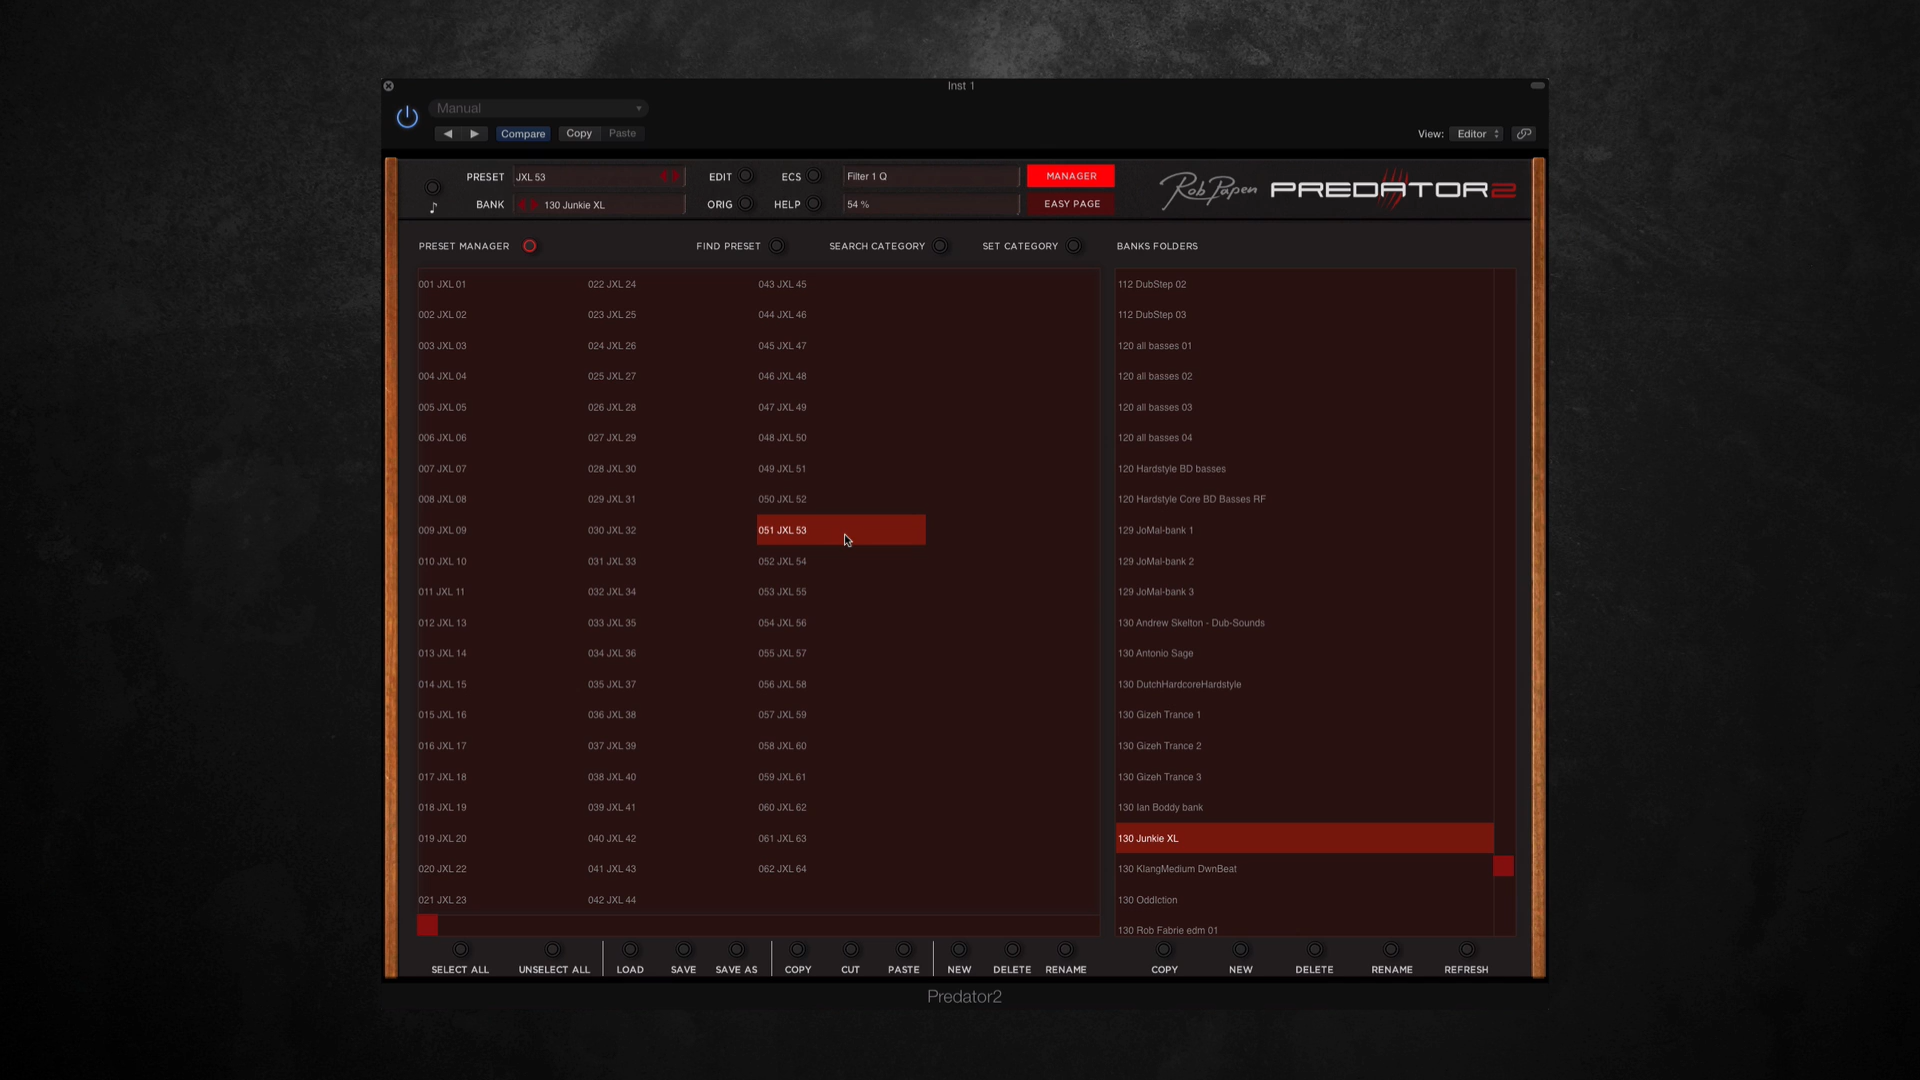 Inst 1
Manual
Compare Copy Paste
View: Editor
PRESET JXL 53 EDIT ECS Filter 1 Q MANAGER
BANK 130 Junkie XL ORIG HELP 54 % EASY PAGE
Rob Papen PREDATOR2
PRESET MANAGER FIND PRESET SEARCH CATEGORY SET CATEGORY BANKS FOLDERS
001 JXL 01 022 JXL 24 043 JXL 45 112 DubStep 02
002 JXL 02 023 JXL 25 044 JXL 46 112 DubStep 03
003 JXL 03 024 JXL 26 045 JXL 47 120 all basses 01
004 JXL 04 025 JXL 27 046 JXL 48 120 all basses 02
005 JXL 05 026 JXL 28 047 JXL 49 120 all basses 03
006 JXL 06 027 JXL 29 048 JXL 50 120 all basses 04
007 JXL 07 028 JXL 30 049 JXL 51 120 Hardstyle BD basses
008 JXL 08 029 JXL 31 050 JXL 52 120 Hardstyle Core BD Basses RF
009 JXL 09 030 JXL 32 051 JXL 53 129 JoMal-bank 1
010 JXL 10 031 JXL 33 052 JXL 54 129 JoMal-bank 2
011 JXL 11 032 JXL 34 053 JXL 55 129 JoMal-bank 3
012 JXL 13 033 JXL 35 054 JXL 56 130 Andrew Skelton - Dub-Sounds
013 JXL 14 034 JXL 36 055 JXL 57 130 Antonio Sage
014 JXL 15 035 JXL 37 056 JXL 58 130 DutchHardcoreHardstyle
015 JXL 16 036 JXL 38 057 JXL 59 130 Gizeh Trance 1
016 JXL 17 037 JXL 39 058 JXL 60 130 Gizeh Trance 2
017 JXL 18 038 JXL 40 059 JXL 61 130 Gizeh Trance 3
018 JXL 19 039 JXL 41 060 JXL 62 130 Ian Boddy bank
019 JXL 20 040 JXL 42 061 JXL 63 130 Junkie XL
020 JXL 22 041 JXL 43 062 JXL 64 130 KlangMedium DwnBeat
021 JXL 23 042 JXL 44 130 OddIction
130 Rob Fabrie edm 01
SELECT ALL UNSELECT ALL LOAD SAVE SAVE AS COPY CUT PASTE NEW DELETE RENAME COPY NEW DELETE RENAME REFRESH
Predator2